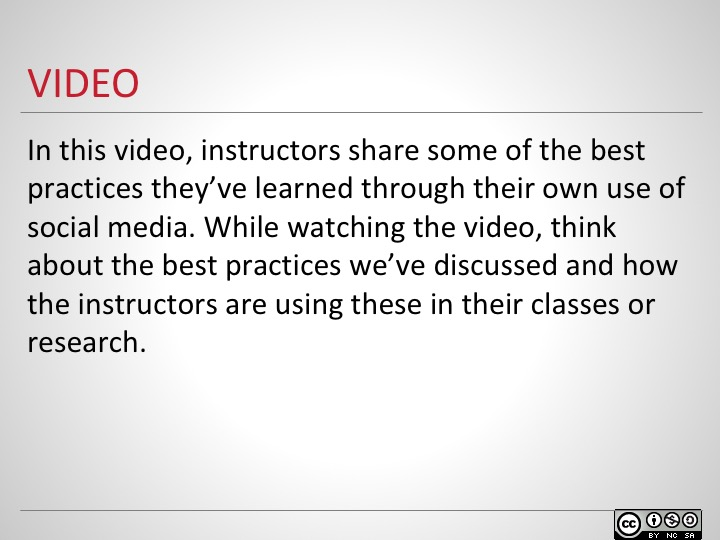 VIDEO
In this video, instructors share some of the best
practices they’ve learned through their own use of
social media. While watching the video, think
about the best practices we’ve discussed and how
the instructors are using these in their classes or
research.
cc
BY NC SA